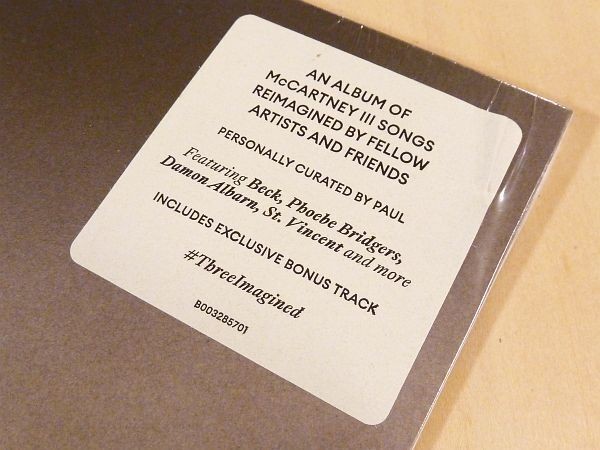 AN ALBUM OF
McCARTNEY III SONGS
REIMAGINED BY FELLOW
ARTISTS AND FRIENDS
PERSONALLY CURATED BY PAUL
Featuring Beck, Phoebe Bridgers,
Damon Albarn, St. Vincent and more
INCLUDES EXCLUSIVE BONUS TRACK
#ThreeImagined
B003285701